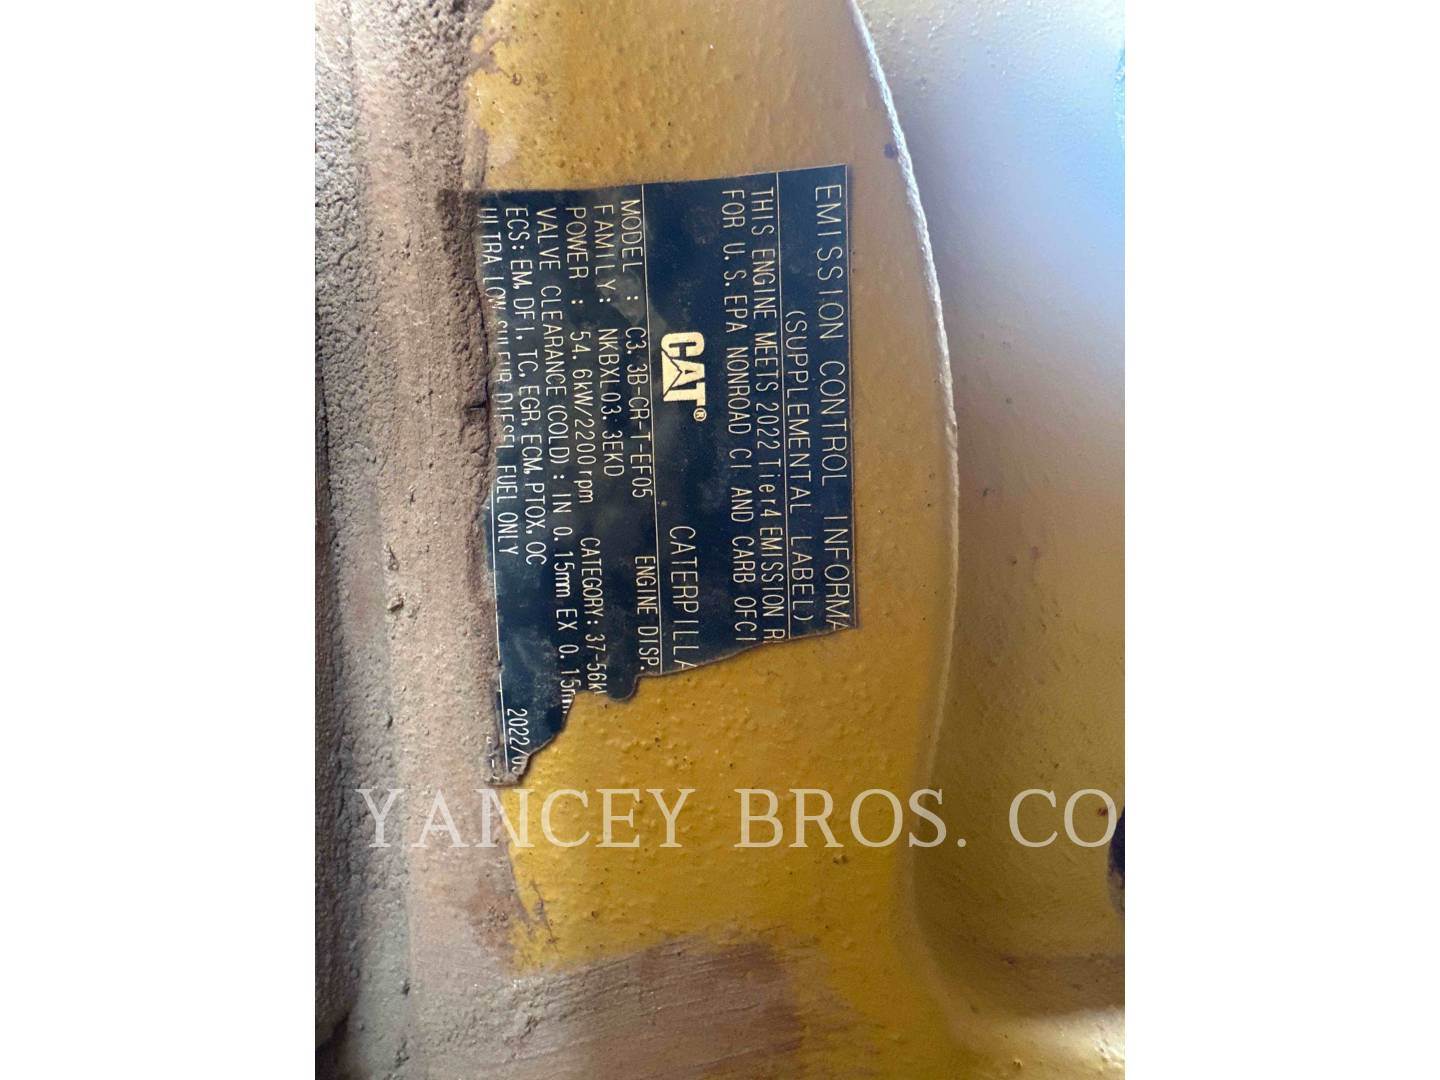 EMISSION CONTROL INFORMA
(SUPPLEMENTAL LABEL)
THIS ENGINE MEETS 2022 Tier4 EMISSION R
FOR U.S.EPA NONROAD CI AND CARB OFCI
CAT® CATERPILLA
MODEL : C3.3B-CR-T-EF05 ENGINE DISP.
FAMILY: NKBXL03.3EKD
POWER : 54.6kW/2200rpm CATEGORY:37-56kW
VALVE CLEARANCE(COLD): IN 0.15mm EX 0.15mm
ECS:EM,DFI,TC,EGR,ECM,PTOX,OC
ULTRA LOW SULFUR DIESEL FUEL ONLY
2022/0
YANCEY BROS. CO